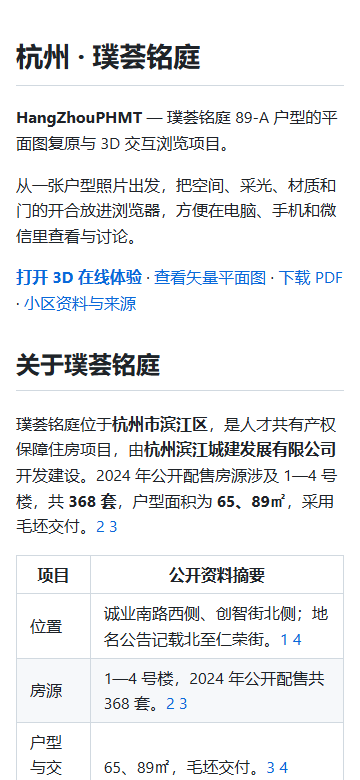 杭州 · 璞荟铭庭
HangZhouPHMT — 璞荟铭庭 89-A 户型的平
面图复原与 3D 交互浏览项目。
从一张户型照片出发，把空间、采光、材质和
门的开合放进浏览器，方便在电脑、手机和微
信里查看与讨论。
打开 3D 在线体验 · 查看矢量平面图 · 下载 PDF
· 小区资料与来源
关于璞荟铭庭
璞荟铭庭位于杭州市滨江区，是人才共有产权
保障住房项目，由杭州滨江城建发展有限公司
开发建设。2024 年公开配售房源涉及 1—4 号
楼，共 368 套，户型面积为 65、89㎡，采用
毛坯交付。2 3
项目 公开资料摘要
位置 诚业南路西侧、创智街北侧；地
名公告记载北至仁荣街。1 4
房源 1—4 号楼，2024 年公开配售共
368 套。2 3
户型
与交 65、89㎡，毛坯交付。3 4